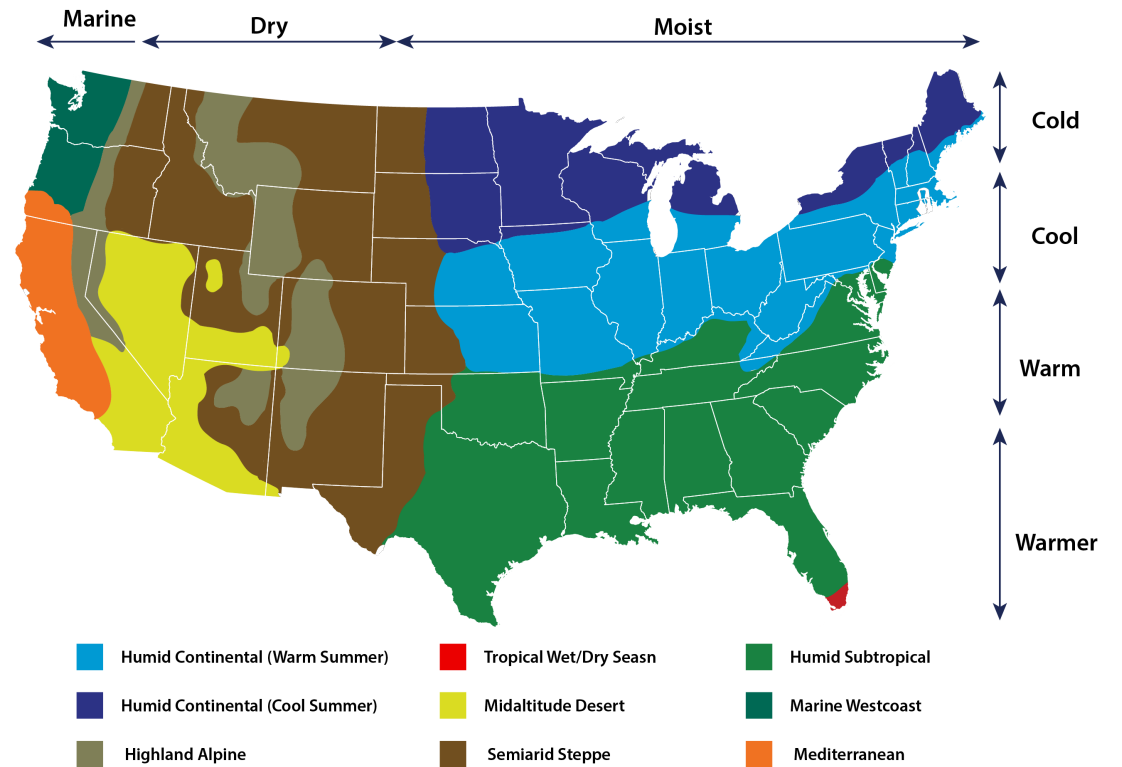 Marine
Dry
Moist
Cold
Cool
Warm
Warmer
Humid Continental (Warm Summer)
Tropical Wet/Dry Seasn
Humid Subtropical
Humid Continental (Cool Summer)
Midaltitude Desert
Marine Westcoast
Highland Alpine
Semiarid Steppe
Mediterranean